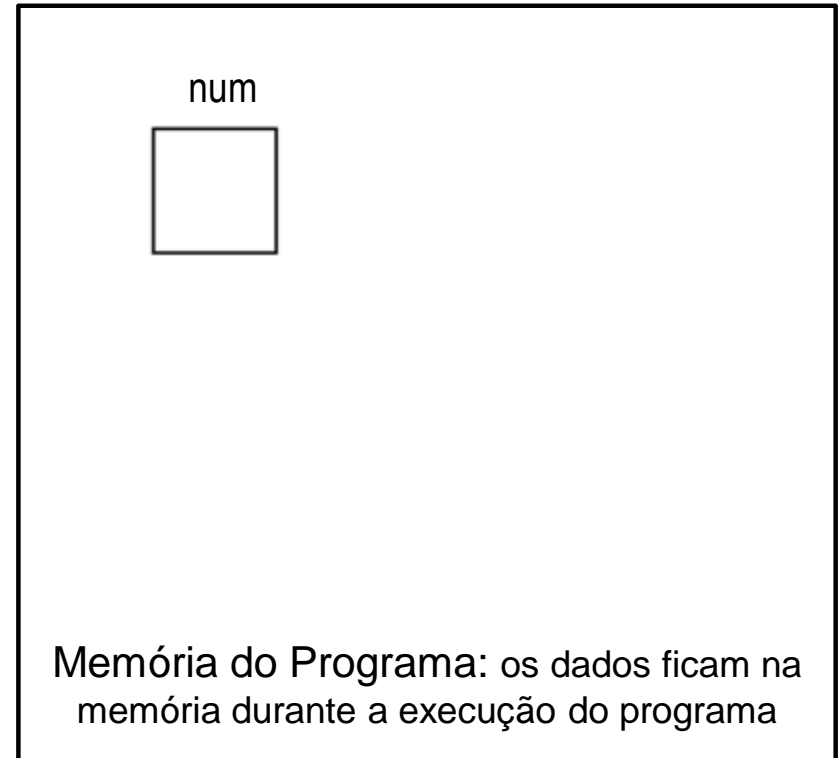 num
Memória do Programa: os dados ficam na
memória durante a execução do programa